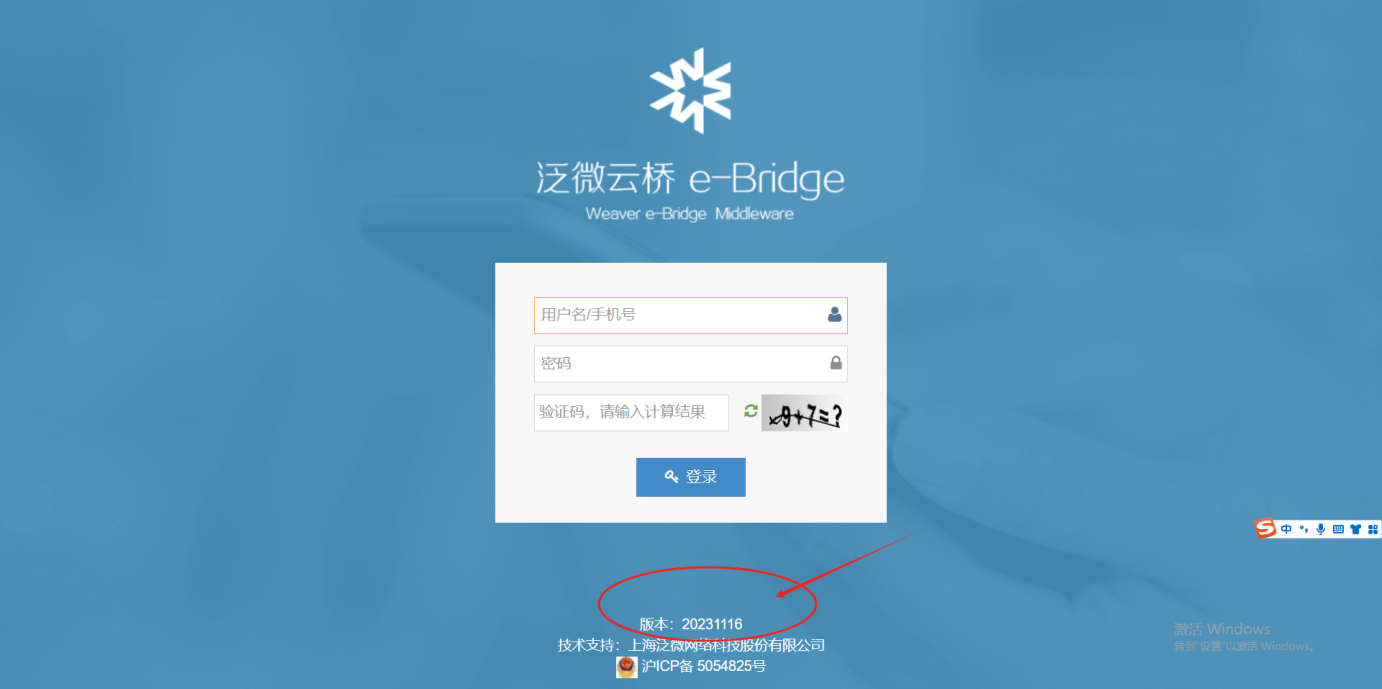 泛微云桥 e-Bridge
Weaver e-Bridge Middleware
用户名/手机号
密码
验证码，请输入计算结果
9+7=?
登录
中
版本：20231116
技术支持：上海泛微网络科技股份有限公司
沪ICP备 5054825号
激活 Windows
转到"设置"以激活 Windows。